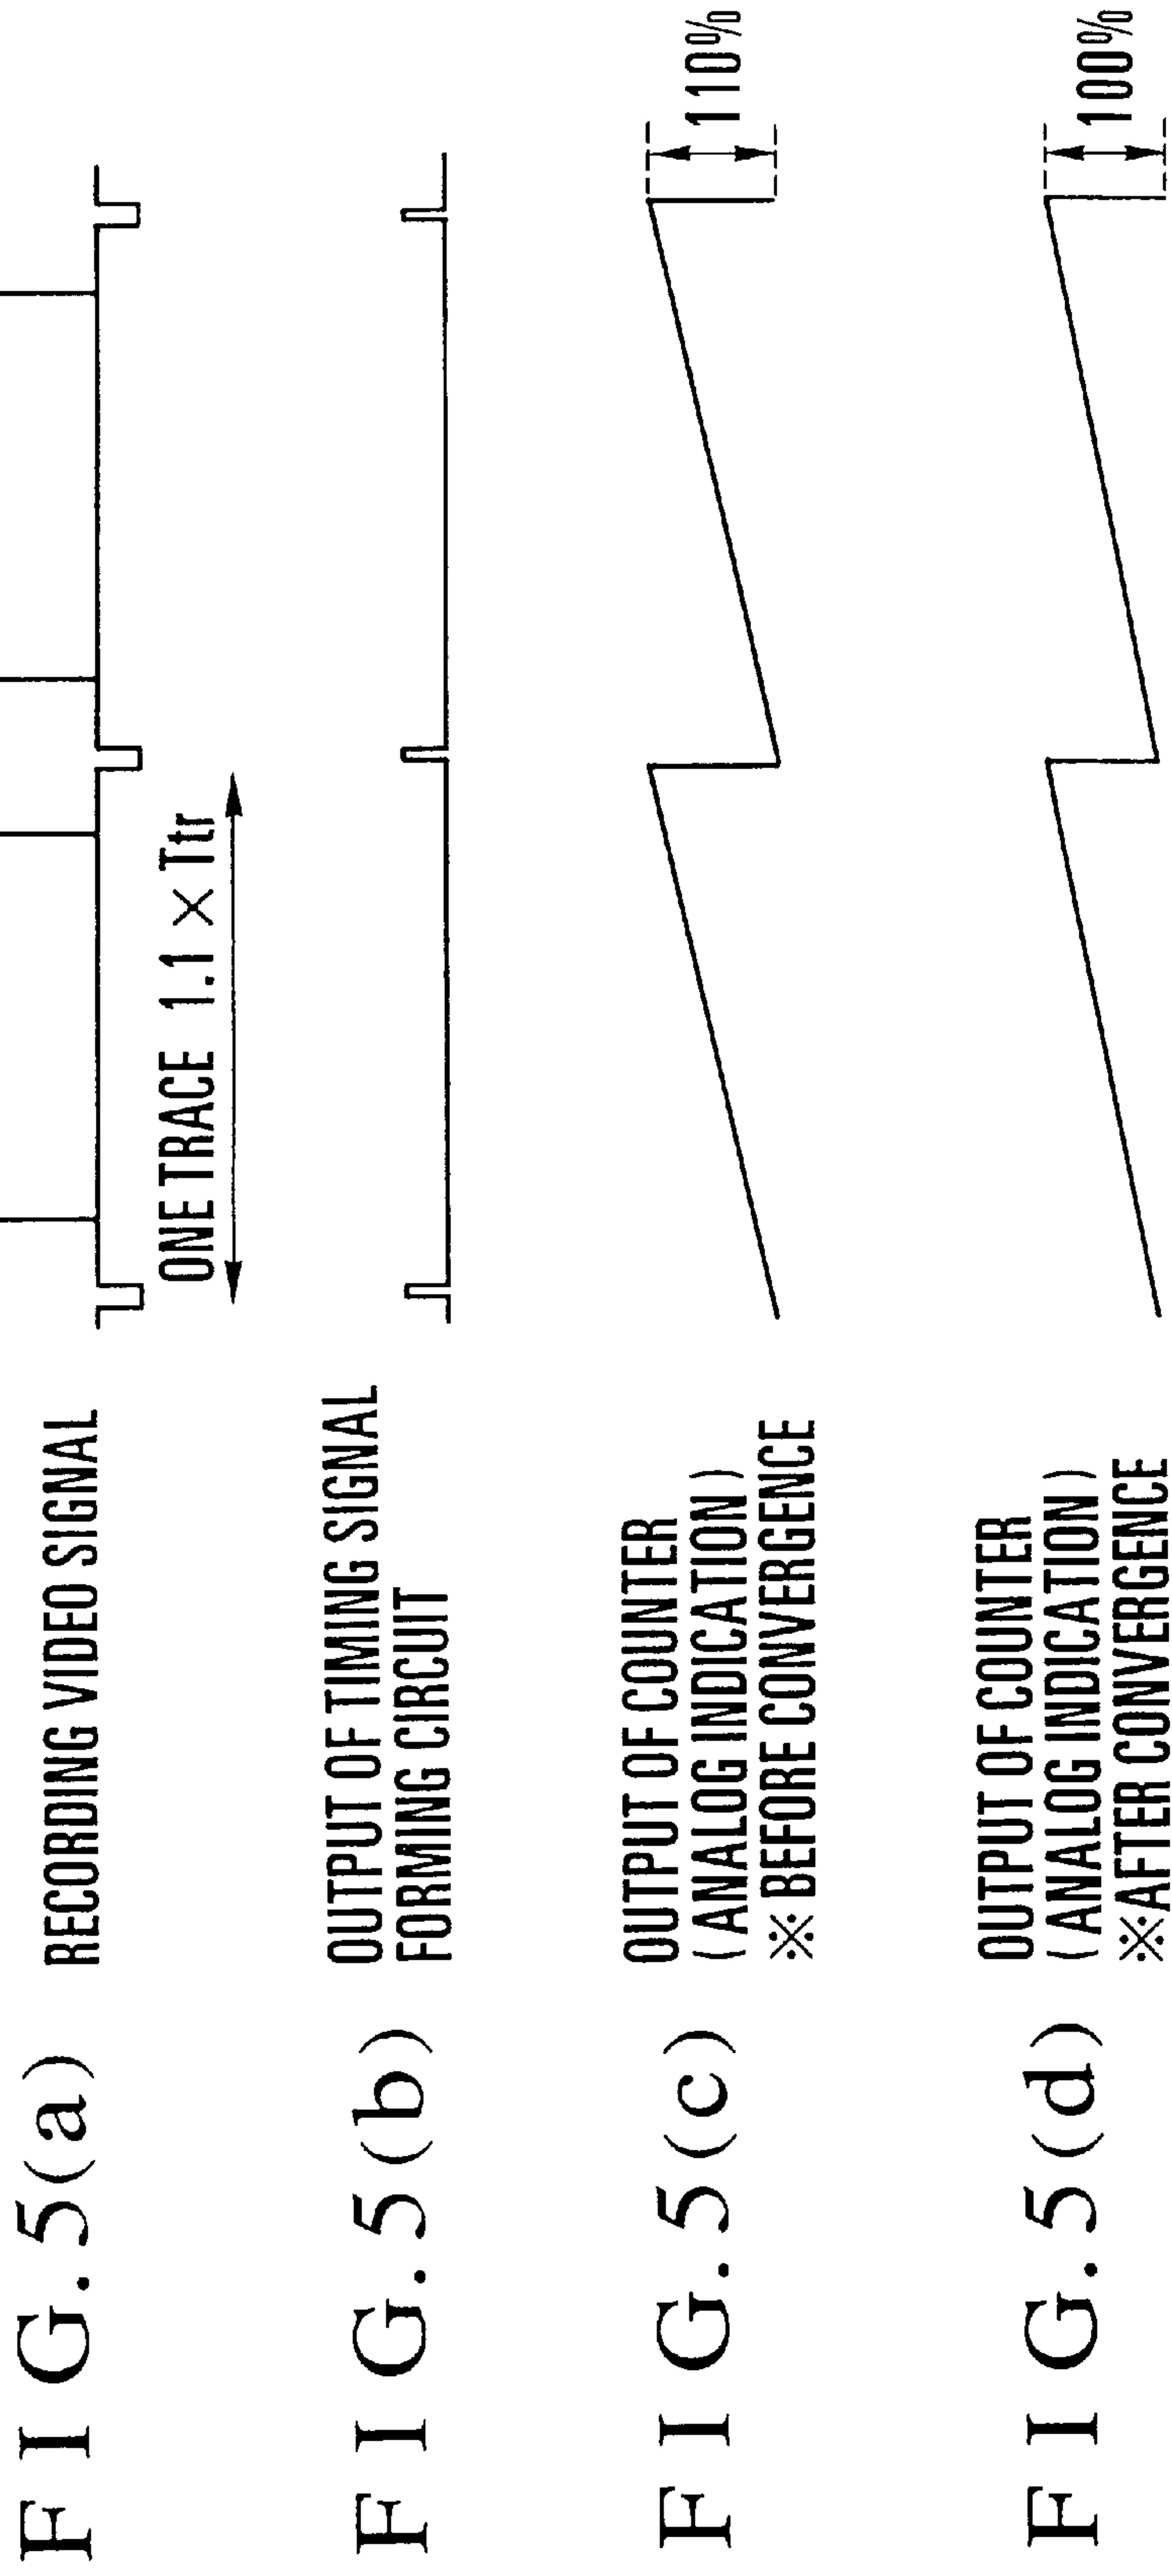 FIG.5(a)
RECORDING VIDEO SIGNAL
ONE TRACE 1.1 × Ttr
FIG.5(b)
OUTPUT OF TIMING SIGNAL
FORMING CIRCUIT
FIG.5(c)
OUTPUT OF COUNTER
(ANALOG INDICATION)
※ BEFORE CONVERGENCE
110%
FIG.5(d)
OUTPUT OF COUNTER
(ANALOG INDICATION)
※AFTER CONVERGENCE
100%